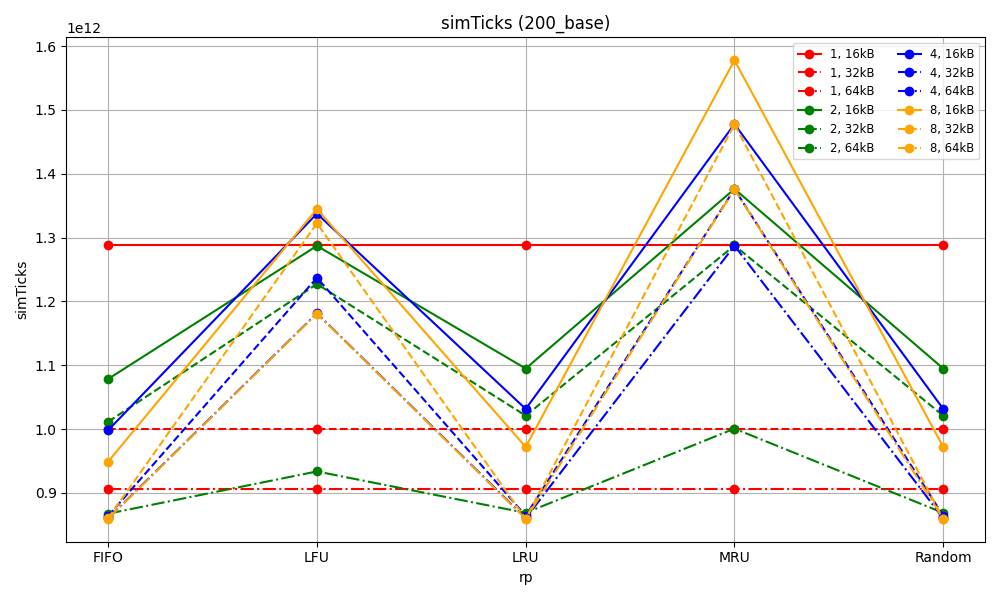 simTicks (200_base)
1e12
1.6
1.5
1.4
1.3
1.2
1.1
1.0
0.9
simTicks
FIFO
LFU
LRU
MRU
Random
rp
1, 16kB
1, 32kB
1, 64kB
2, 16kB
2, 32kB
2, 64kB
4, 16kB
4, 32kB
4, 64kB
8, 16kB
8, 32kB
8, 64kB